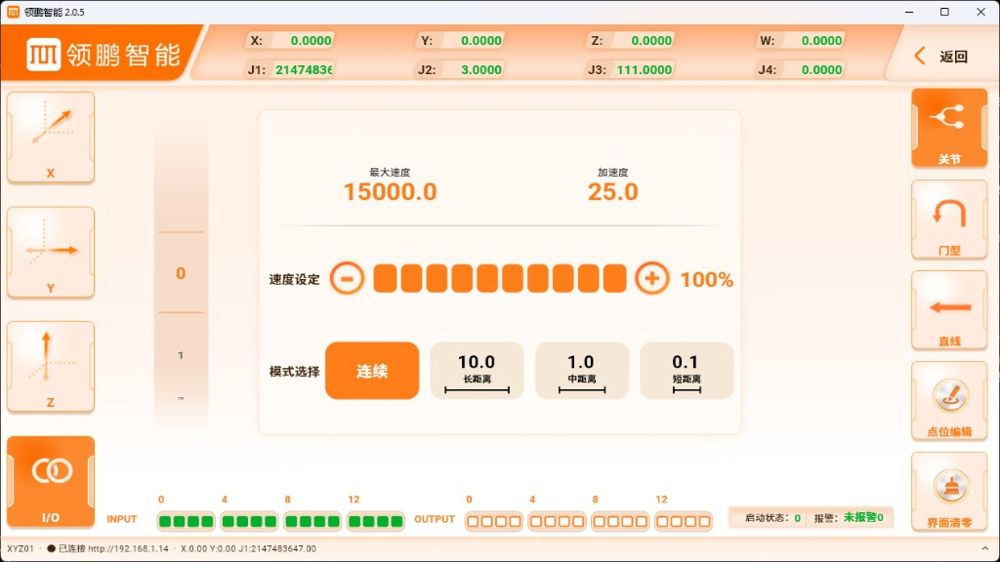 领鹏智能 2.0.5
领鹏智能
X: 0.0000 Y: 0.0000 Z: 0.0000 W: 0.0000
J1: 21474836 J2: 3.0000 J3: 111.0000 J4: 0.0000
返回
X
Y
Z
I/O
0
1
最大速度 加速度
15000.0 25.0
速度设定 100%
模式选择 连续
10.0
长距离
1.0
中距离
0.1
短距离
关节
门型
直线
点位编辑
界面清零
0 4 8 12 0 4 8 12
INPUT OUTPUT
启动状态: 0 报警: 未报警0
XYZ01 · ● 已连接 http://192.168.1.14 · X:0.00 Y:0.00 J1:2147483647.00